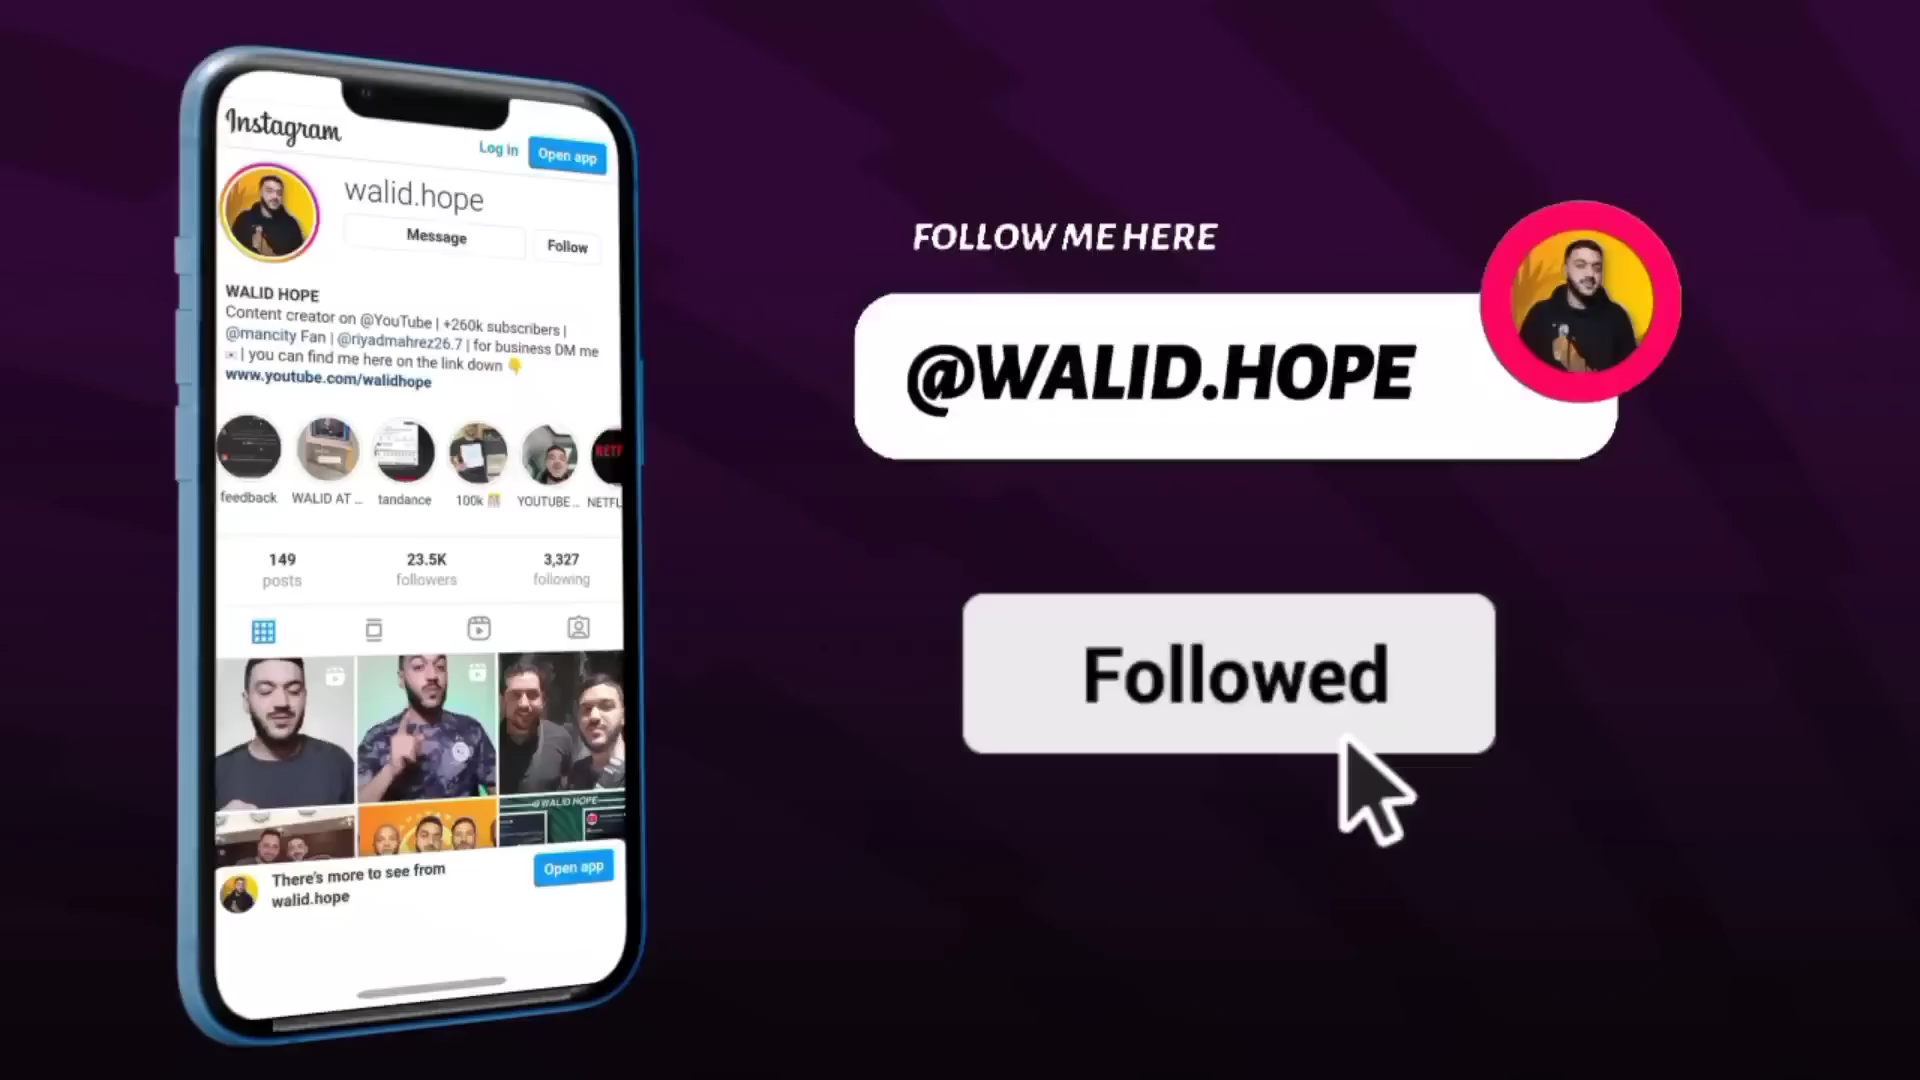 Instagram
Log in
Open app
walid.hope
Message
Follow
WALID HOPE
Content creator on @YouTube | +260k subscribers |
@mancity Fan | @riyadmahrez26.7 | for business DM me
| you can find me here on the link down 👇
www.youtube.com/walidhope
feedback
WALID AT ...
tandance
100k
YOUTUBE...
NETFL
149
posts
23.5K
followers
3,327
following
@WALID HOPE
There's more to see from
walid.hope
Open app
FOLLOW ME HERE
@WALID.HOPE
Followed